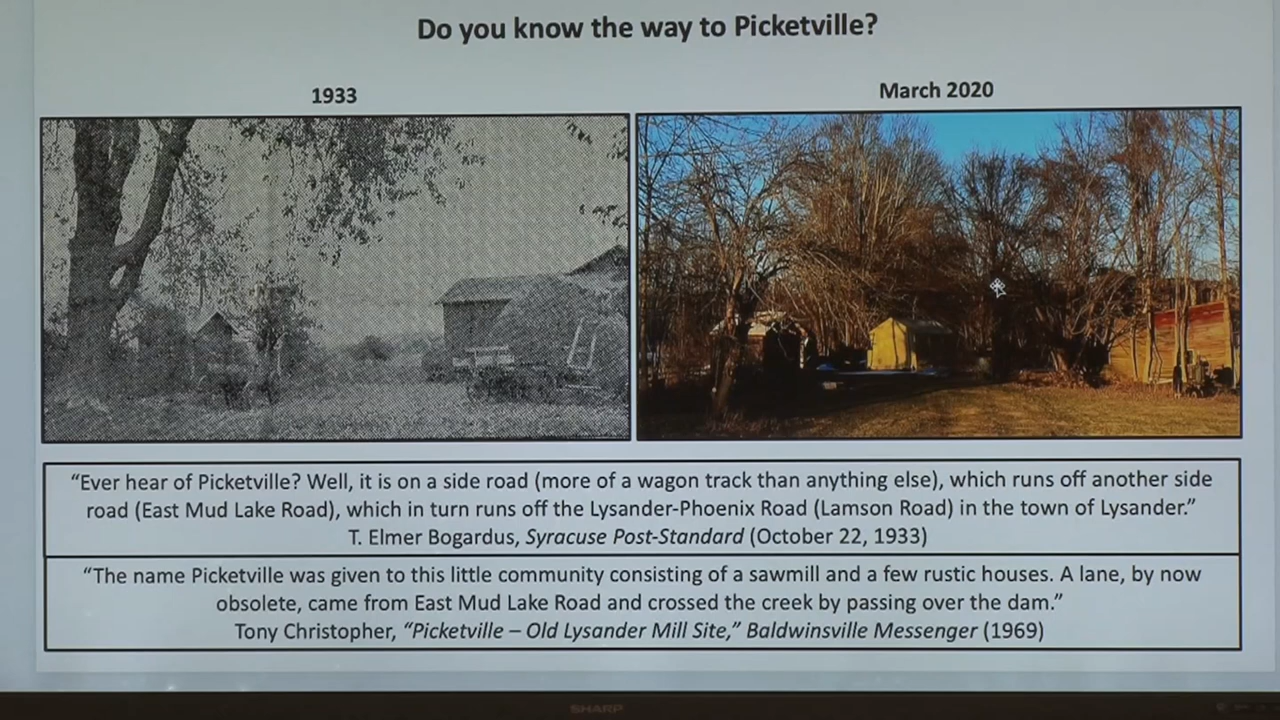 Do you know the way to Picketville?
1933
March 2020
“Ever hear of Picketville? Well, it is on a side road (more of a wagon track than anything else), which runs off another side
road (East Mud Lake Road), which in turn runs off the Lysander-Phoenix Road (Lamson Road) in the town of Lysander.”
T. Elmer Bogardus, Syracuse Post-Standard (October 22, 1933)
“The name Picketville was given to this little community consisting of a sawmill and a few rustic houses. A lane, by now
obsolete, came from East Mud Lake Road and crossed the creek by passing over the dam.”
Tony Christopher, “Picketville – Old Lysander Mill Site,” Baldwinsville Messenger (1969)
SHARP